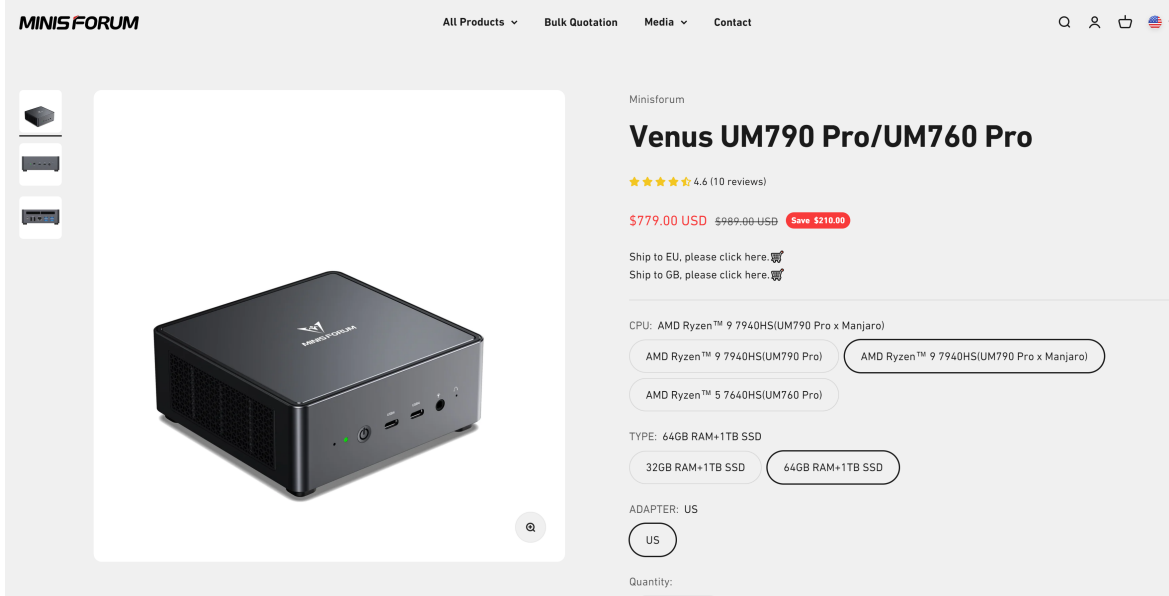 MINISFORUM
All Products
Bulk Quotation
Media
Contact
MINISFORUM
Minisforum
Venus UM790 Pro/UM760 Pro
4.6 (10 reviews)
$779.00 USD $989.00 USD Save $210.00
Ship to EU, please click here.
Ship to GB, please click here.
CPU: AMD Ryzen™ 9 7940HS(UM790 Pro x Manjaro)
AMD Ryzen™ 9 7940HS(UM790 Pro)
AMD Ryzen™ 9 7940HS(UM790 Pro x Manjaro)
AMD Ryzen™ 5 7640HS(UM760 Pro)
TYPE: 64GB RAM+1TB SSD
32GB RAM+1TB SSD
64GB RAM+1TB SSD
ADAPTER: US
US
Quantity: